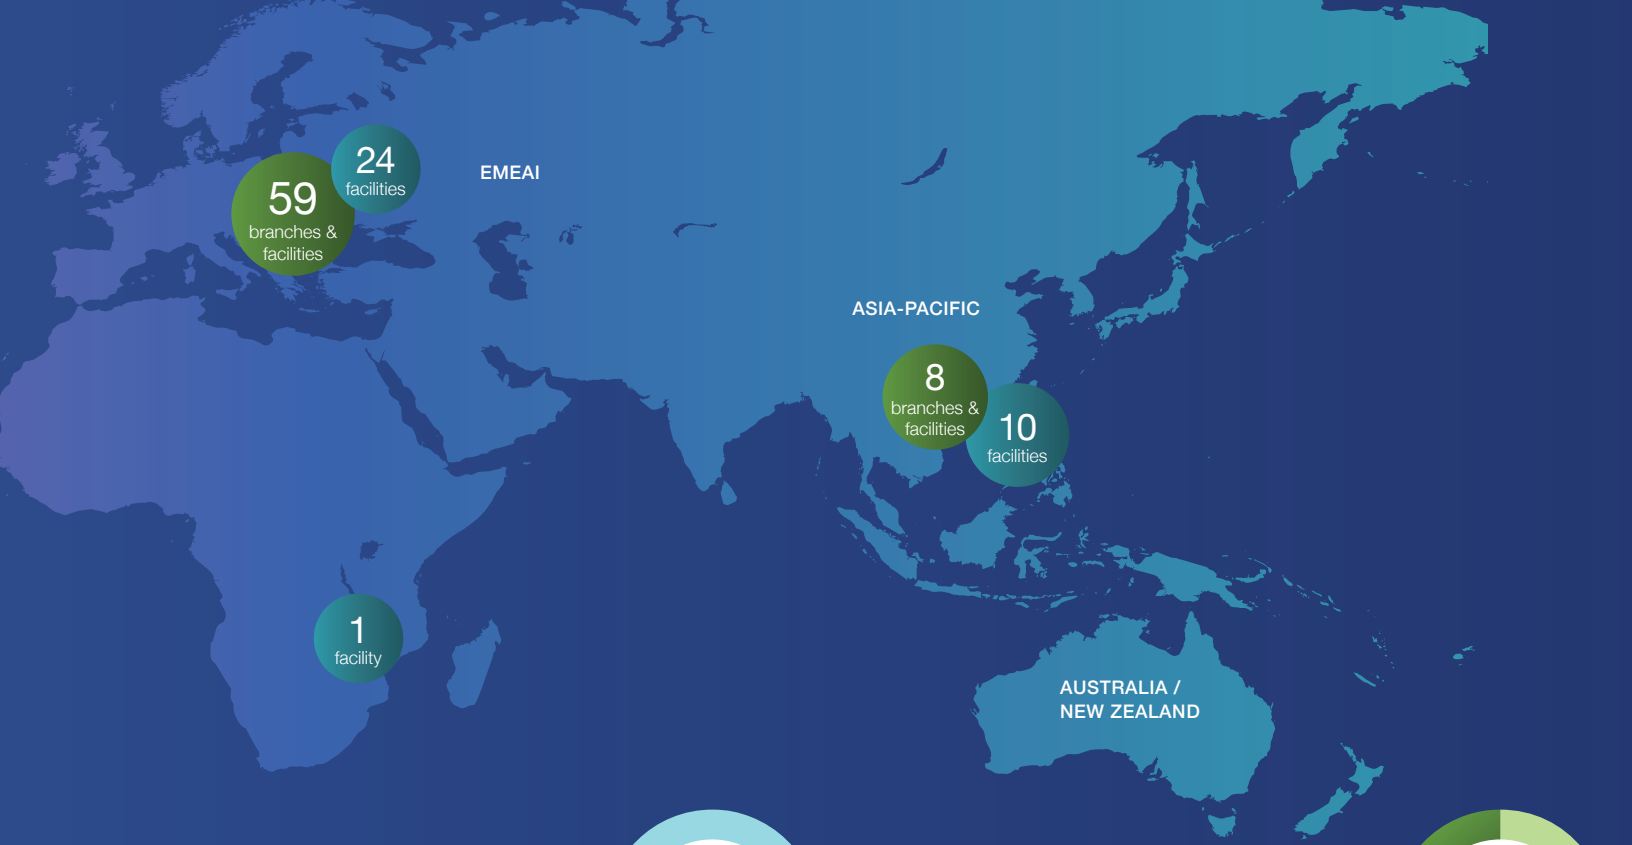 24
facilities
EMEAI
59
branches &
facilities
ASIA-PACIFIC
8
branches &
facilities
10
facilities
1
facility
AUSTRALIA /
NEW ZEALAND